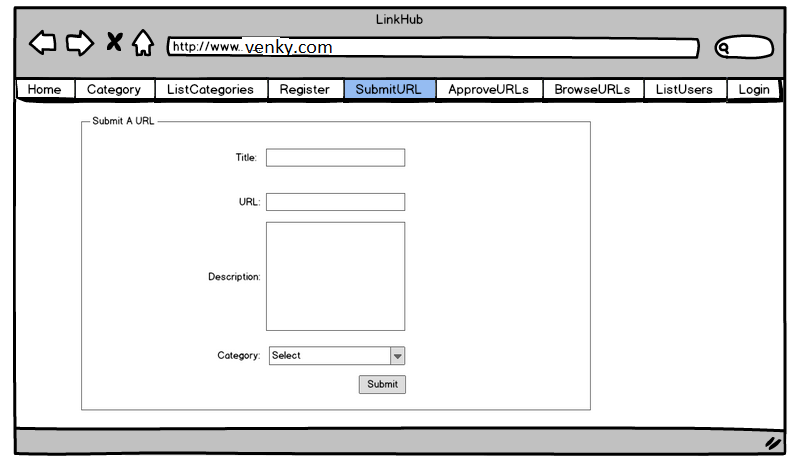 LinkHub
http://www..venky.com
Home Category ListCategories Register SubmitURL ApproveURLs BrowseURLs ListUsers Login
Submit A URL
Title:
URL:
Description:
Category: Select
Submit